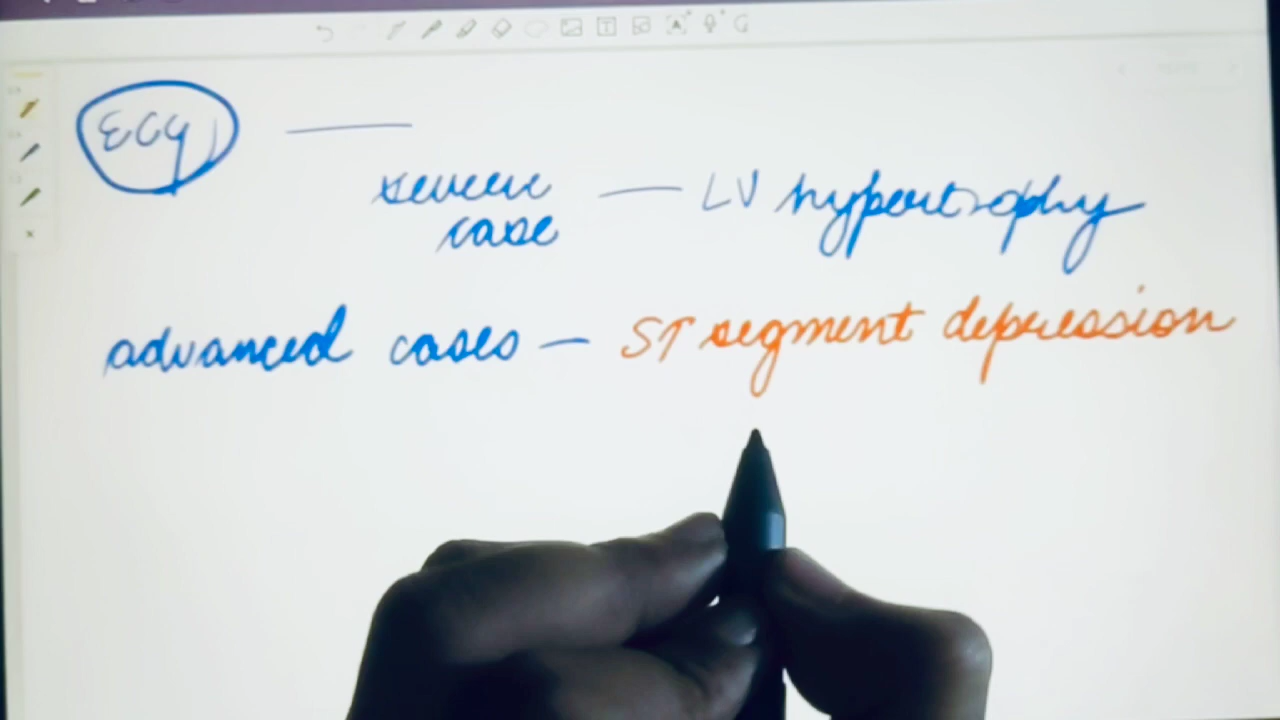 ECG —
severe — LV hypertrophy
case
advanced cases — ST segment depression